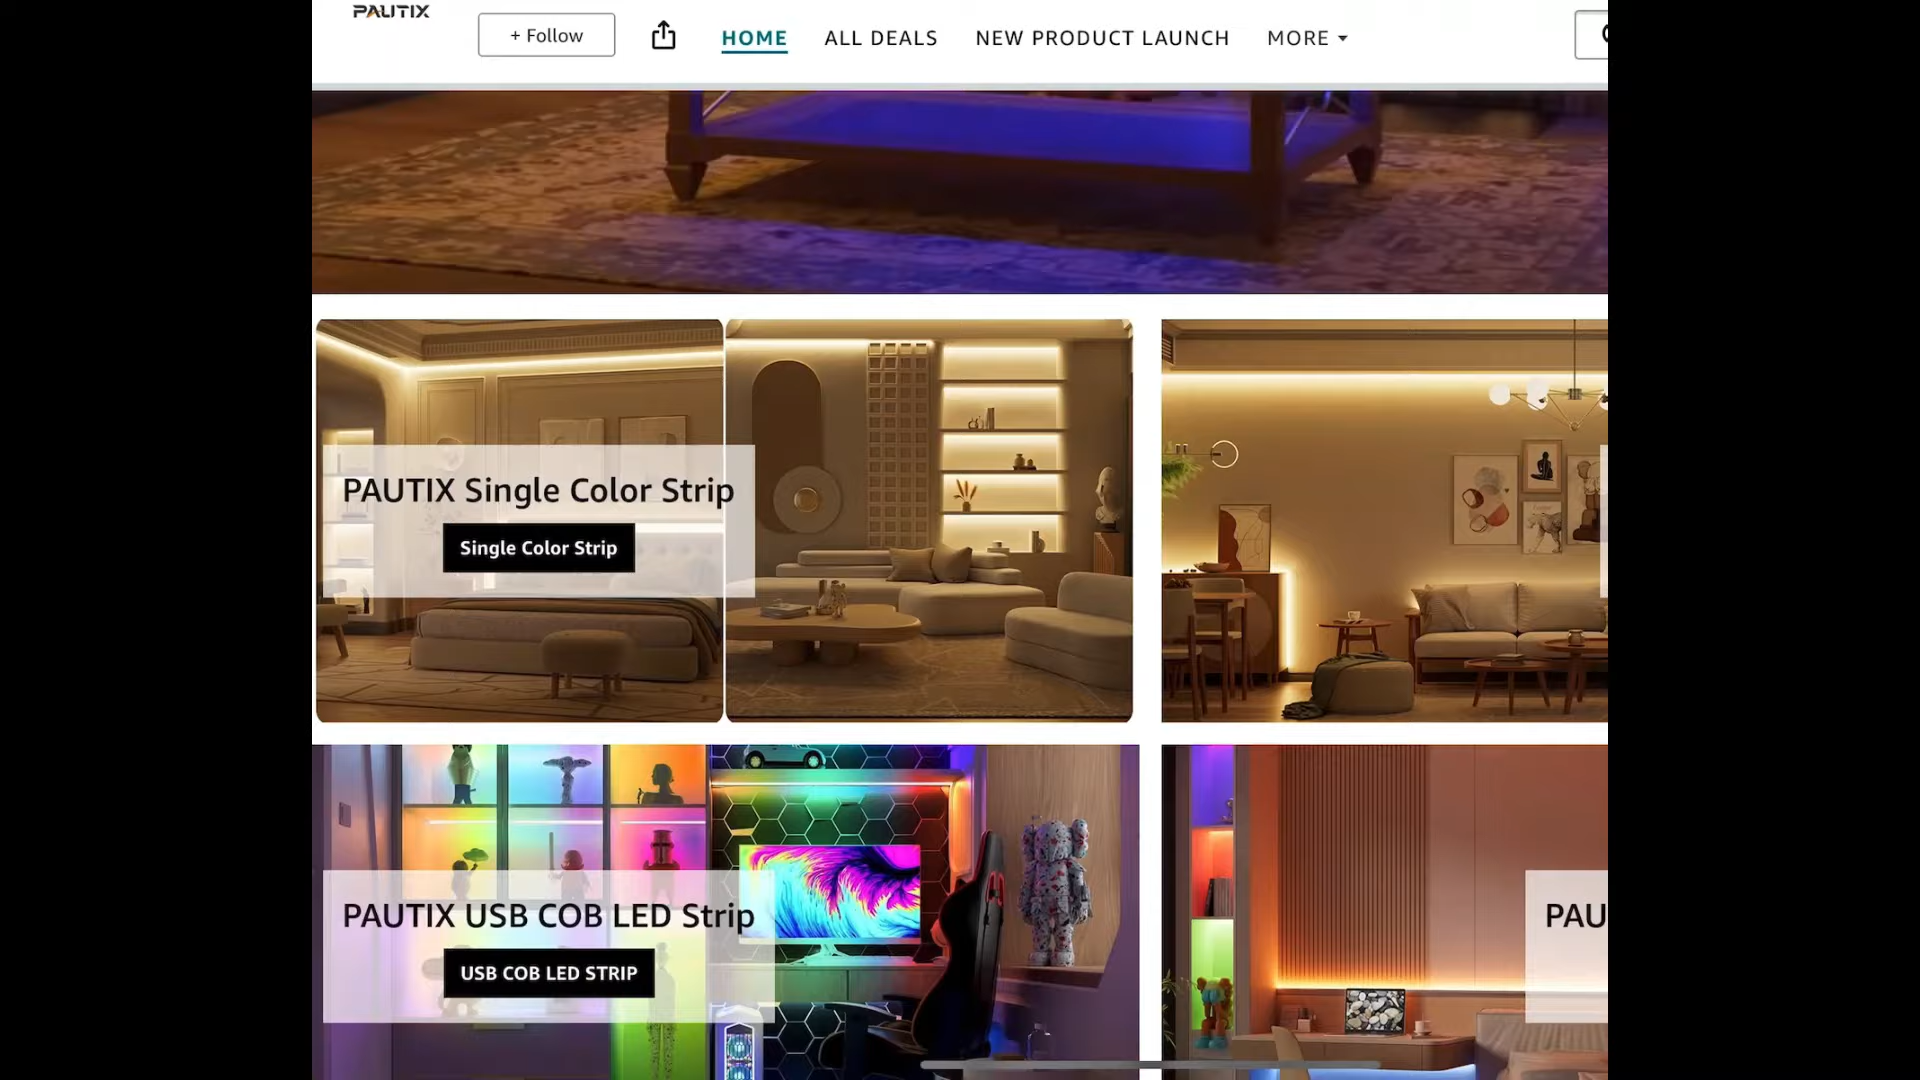 PAUTIX
+ Follow
HOME
ALL DEALS
NEW PRODUCT LAUNCH
MORE
PAUTIX Single Color Strip
Single Color Strip
PAUTIX USB COB LED Strip
USB COB LED STRIP
PAU